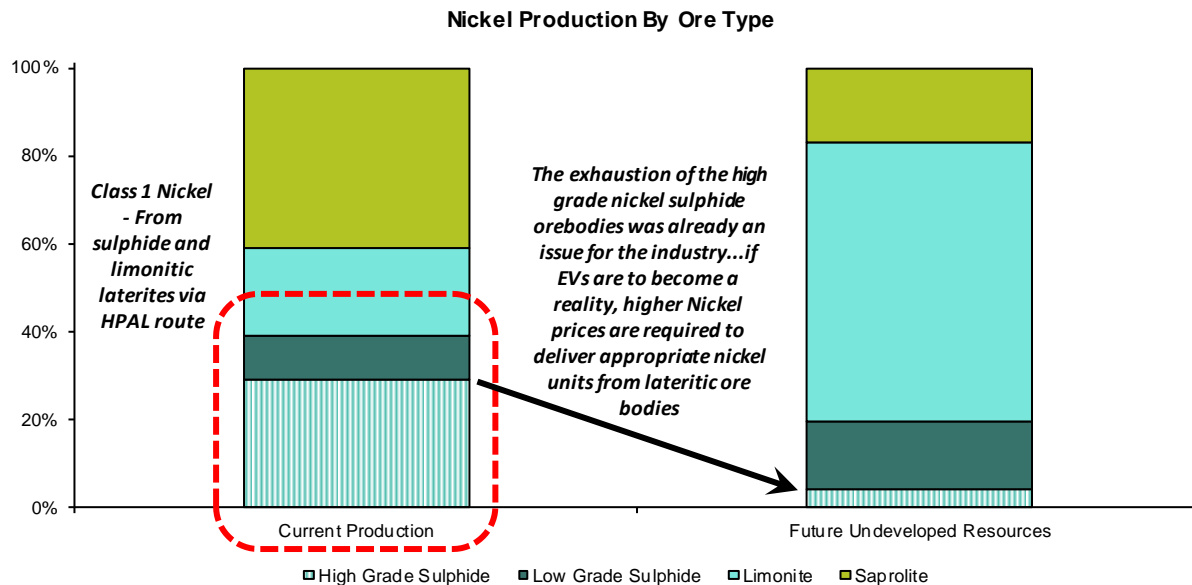 Nickel Production By Ore Type
100%
80%
60%
40%
20%
0%
Class 1 Nickel
- From
sulphide and
limonitic
laterites via
HPAL route
The exhaustion of the high
grade nickel sulphide
orebodies was already an
issue for the industry...if
EVs are to become a
reality, higher Nickel
prices are required to
deliver appropriate nickel
units from lateritic ore
bodies
Current Production
Future Undeveloped Resources
High Grade Sulphide
Low Grade Sulphide
Limonite
Saprolite